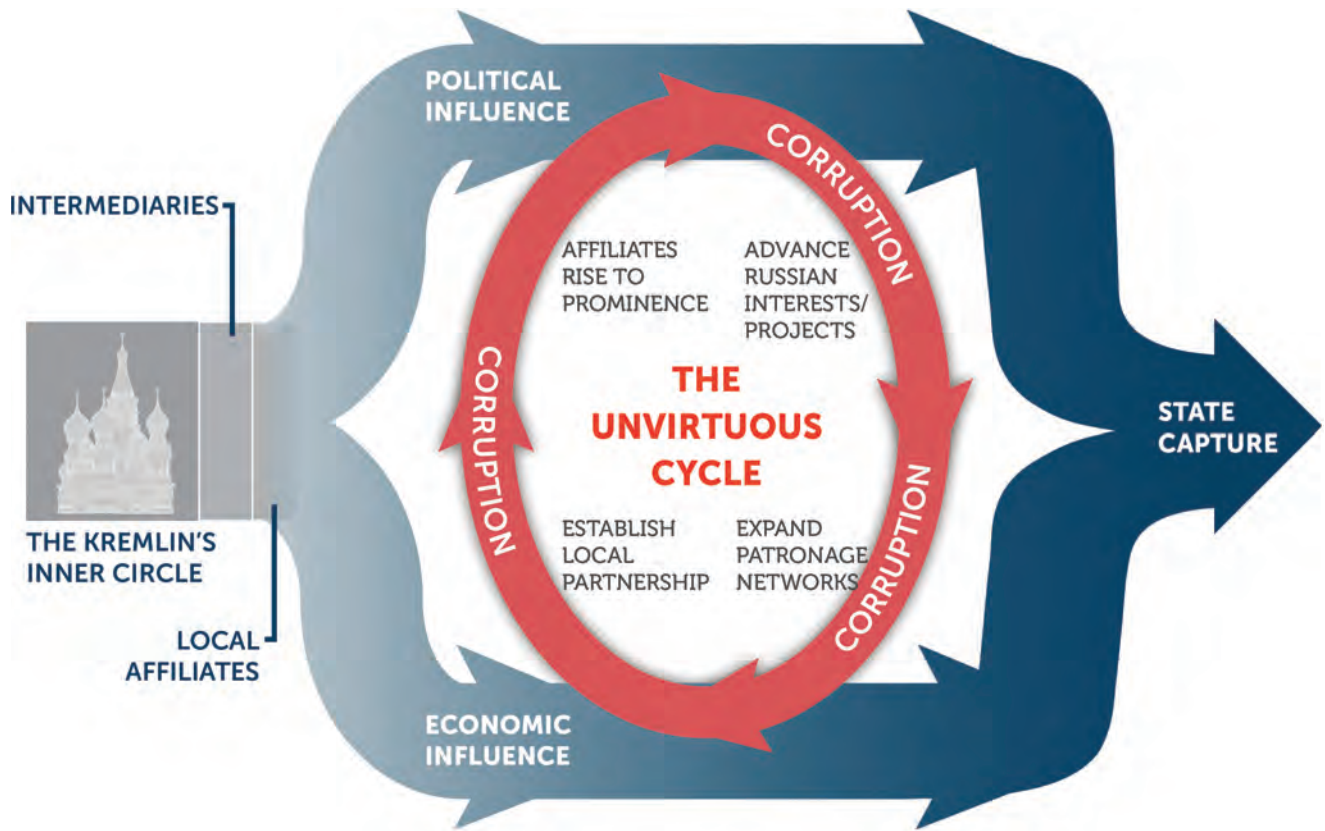 POLITICAL
INFLUENCE
CORRUPTION
INTERMEDIARIES
AFFILIATES
RISE TO
PROMINENCE
ADVANCE
RUSSIAN
INTERESTS/
PROJECTS
CORRUPTION
THE
UNVIRTUOUS
CYCLE
STATE
CAPTURE
THE KREMLIN'S
INNER CIRCLE
ESTABLISH
LOCAL
PARTNERSHIP
EXPAND
PATRONAGE
NETWORKS
CORRUPTION
LOCAL
AFFILIATES
ECONOMIC
INFLUENCE